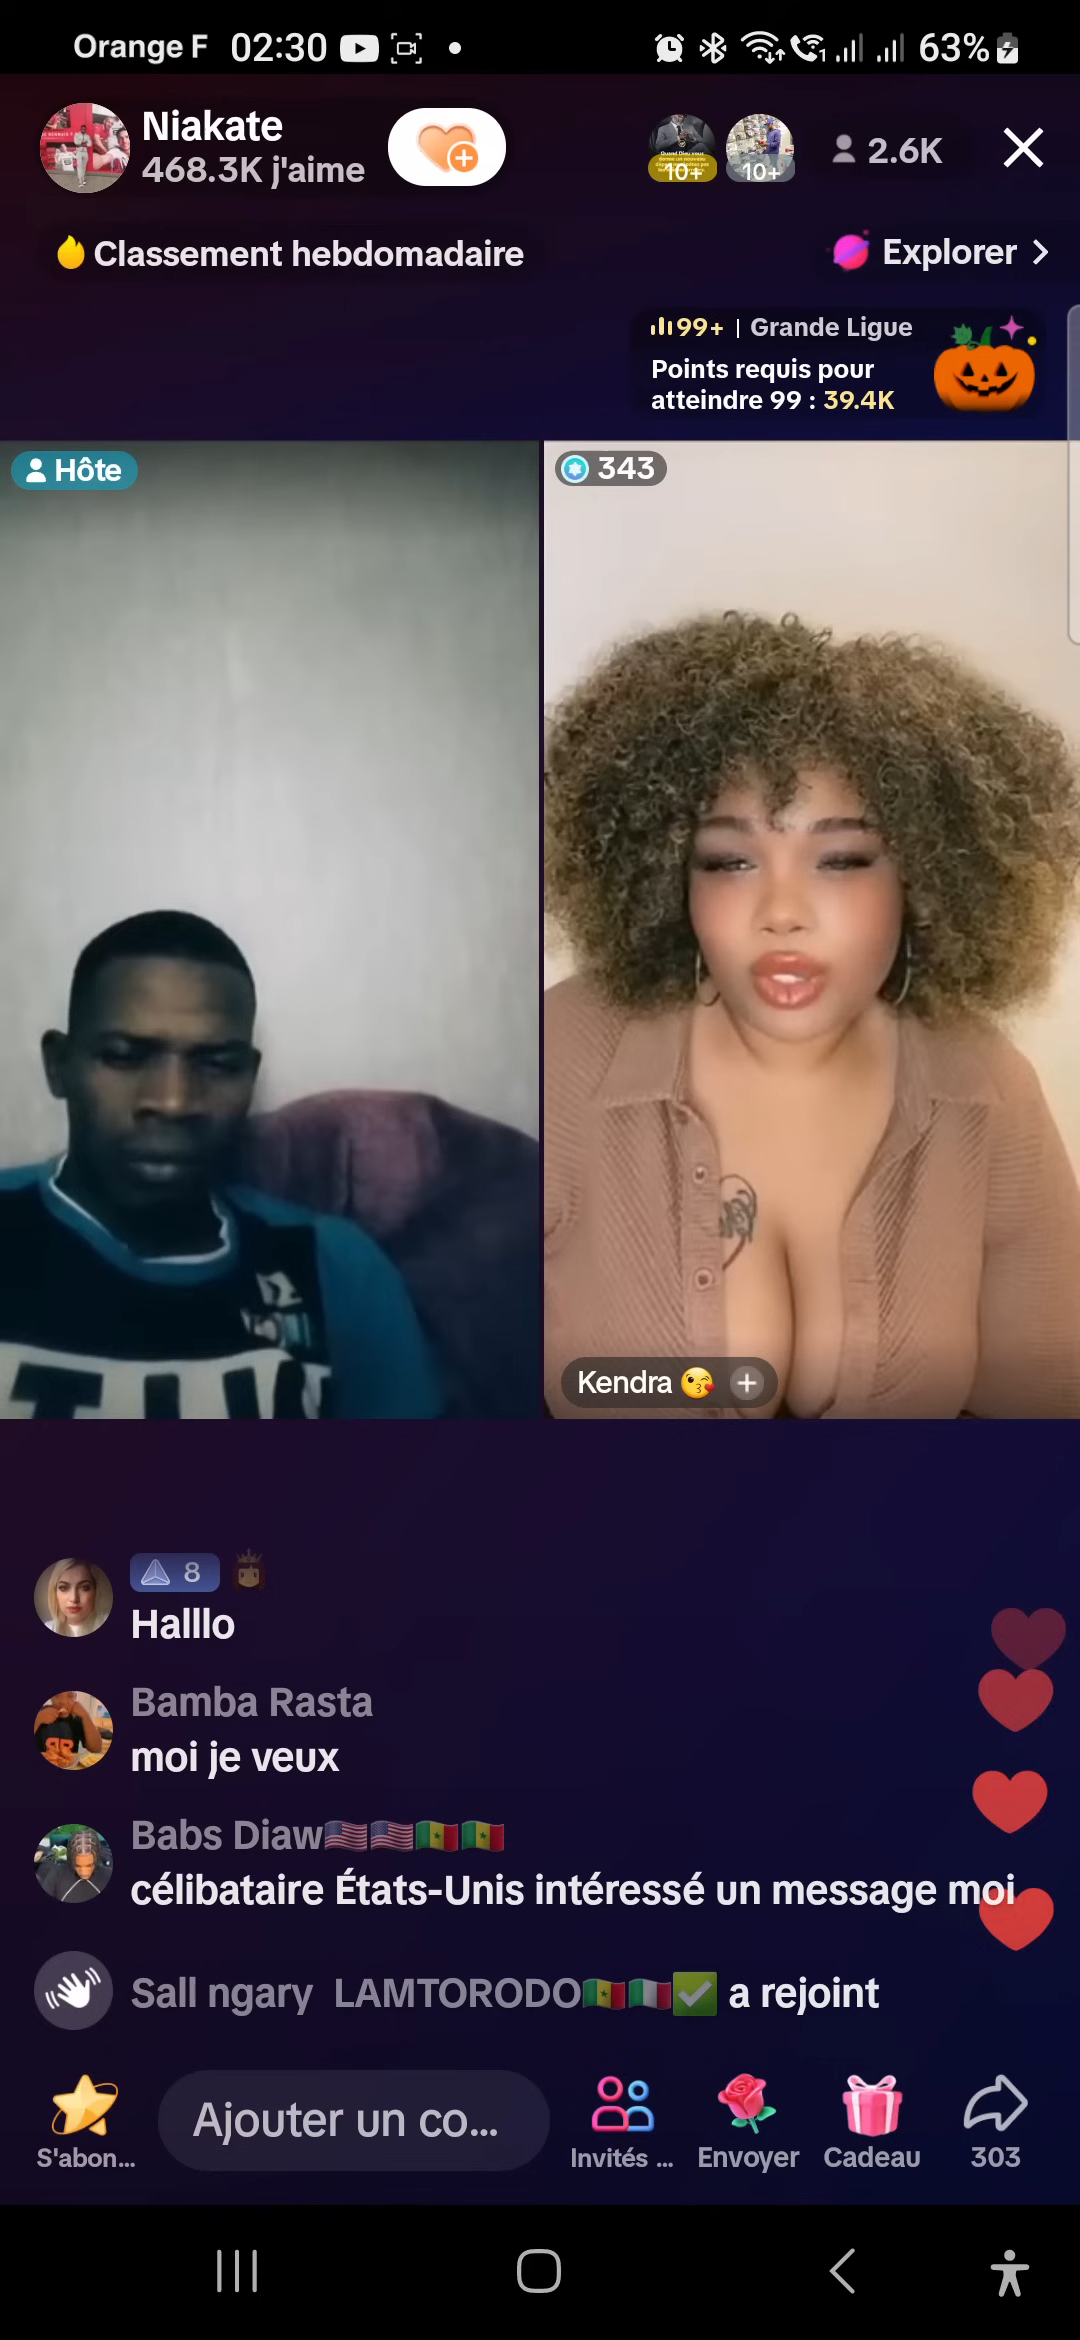 Orange F 02:30 63%
Niakate
468.3K j'aime
10+ 10+ 2.6K
Classement hebdomadaire
Explorer
99+ | Grande Ligue
Points requis pour
atteindre 99 : 39.4K
Hôte
343
Kendra 😘
8
Halllo
Bamba Rasta
moi je veux
Babs Diaw🇺🇸🇺🇸🇸🇳🇸🇳
célibataire États-Unis intéressé un message moi
Sall ngary LAMTORODO🇸🇳🇮🇹✅ a rejoint
Ajouter un co...
S'abon... Invités ... Envoyer Cadeau 303